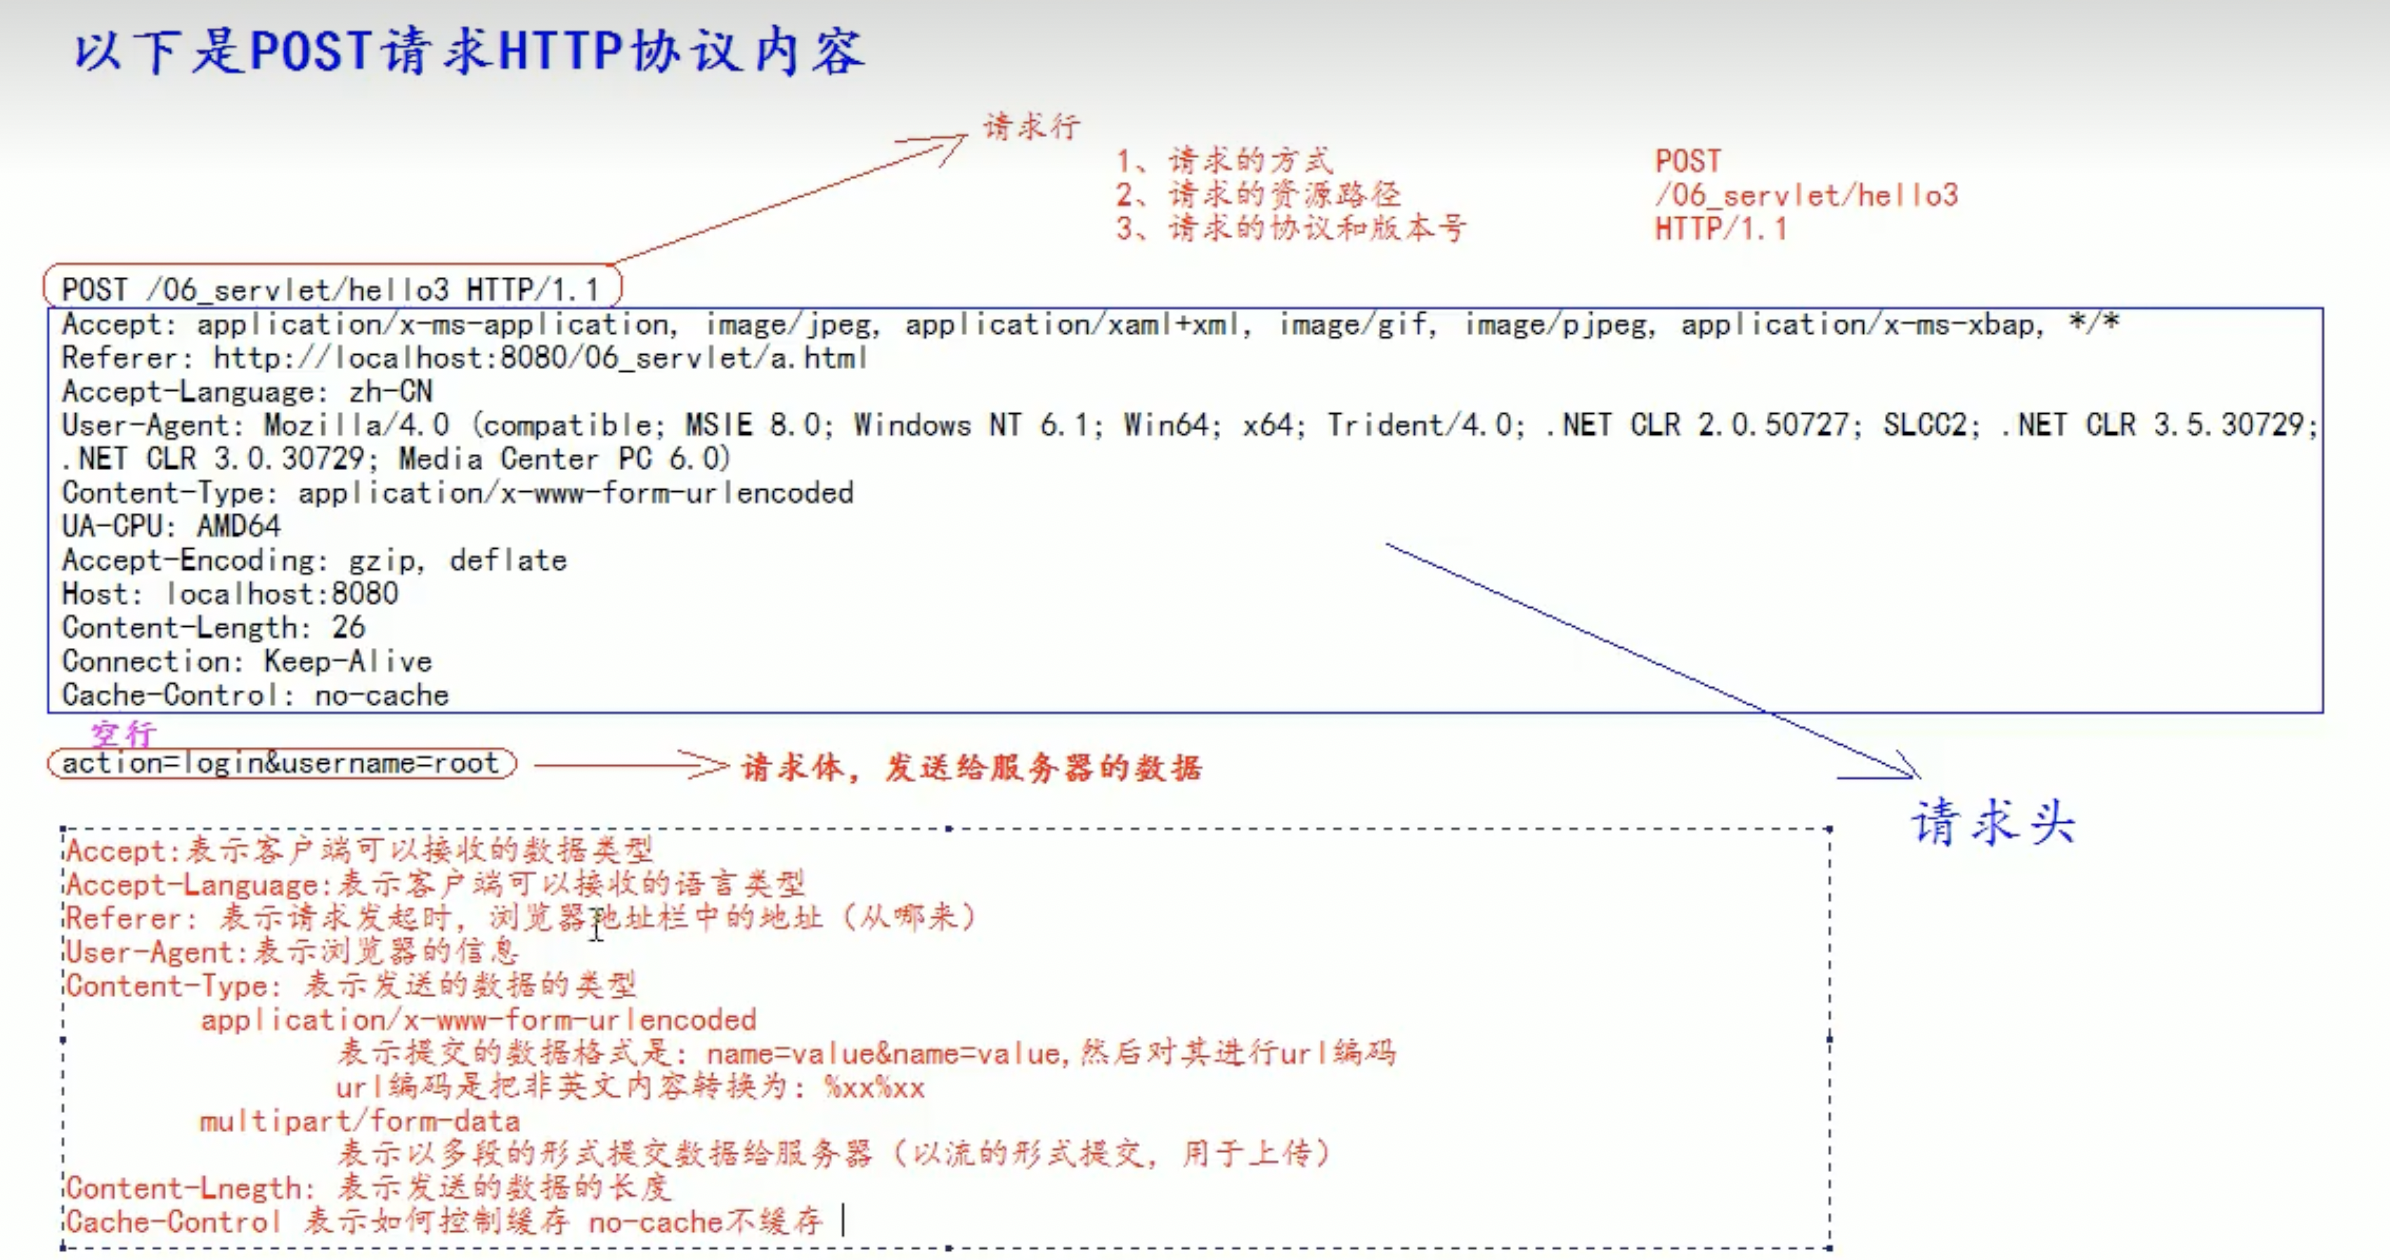 以下是POST请求HTTP协议内容
请求行
1、请求的方式 POST
2、请求的资源路径 /06_servlet/hello3
3、请求的协议和版本号 HTTP/1.1
POST /06_servlet/hello3 HTTP/1.1
Accept: application/x-ms-application, image/jpeg, application/xaml+xml, image/gif, image/pjpeg, application/x-ms-xbap, */*
Referer: http://localhost:8080/06_servlet/a.html
Accept-Language: zh-CN
User-Agent: Mozilla/4.0 (compatible; MSIE 8.0; Windows NT 6.1; Win64; x64; Trident/4.0; .NET CLR 2.0.50727; SLCC2; .NET CLR 3.5.30729;
.NET CLR 3.0.30729; Media Center PC 6.0)
Content-Type: application/x-www-form-urlencoded
UA-CPU: AMD64
Accept-Encoding: gzip, deflate
Host: localhost:8080
Content-Length: 26
Connection: Keep-Alive
Cache-Control: no-cache
空行
action=login&username=root 请求体，发送给服务器的数据
请求头
Accept:表示客户端可以接收的数据类型
Accept-Language:表示客户端可以接收的语言类型
Referer: 表示请求发起时，浏览器地址栏中的地址（从哪来）
User-Agent:表示浏览器的信息
Content-Type: 表示发送的数据的类型
application/x-www-form-urlencoded
表示提交的数据格式是：name=value&name=value,然后对其进行url编码
url编码是把非英文内容转换为：%xx%xx
multipart/form-data
表示以多段的形式提交数据给服务器（以流的形式提交，用于上传）
Content-Lnegth: 表示发送的数据的长度
Cache-Control 表示如何控制缓存 no-cache不缓存